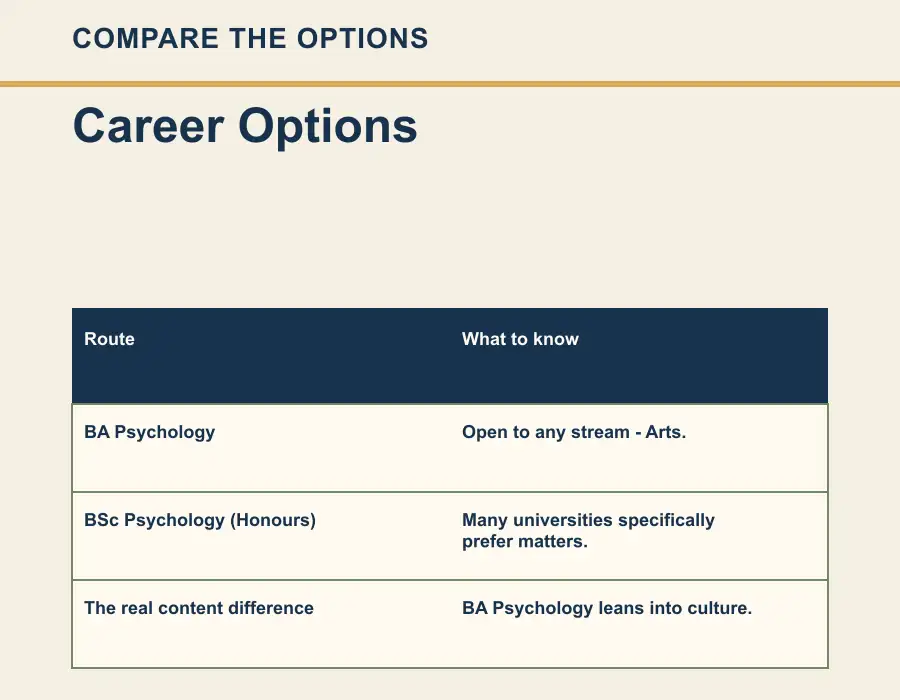 COMPARE THE OPTIONS
Career Options
Route
What to know
BA Psychology
Open to any stream - Arts.
BSc Psychology (Honours)
Many universities specifically
prefer matters.
The real content difference
BA Psychology leans into culture.